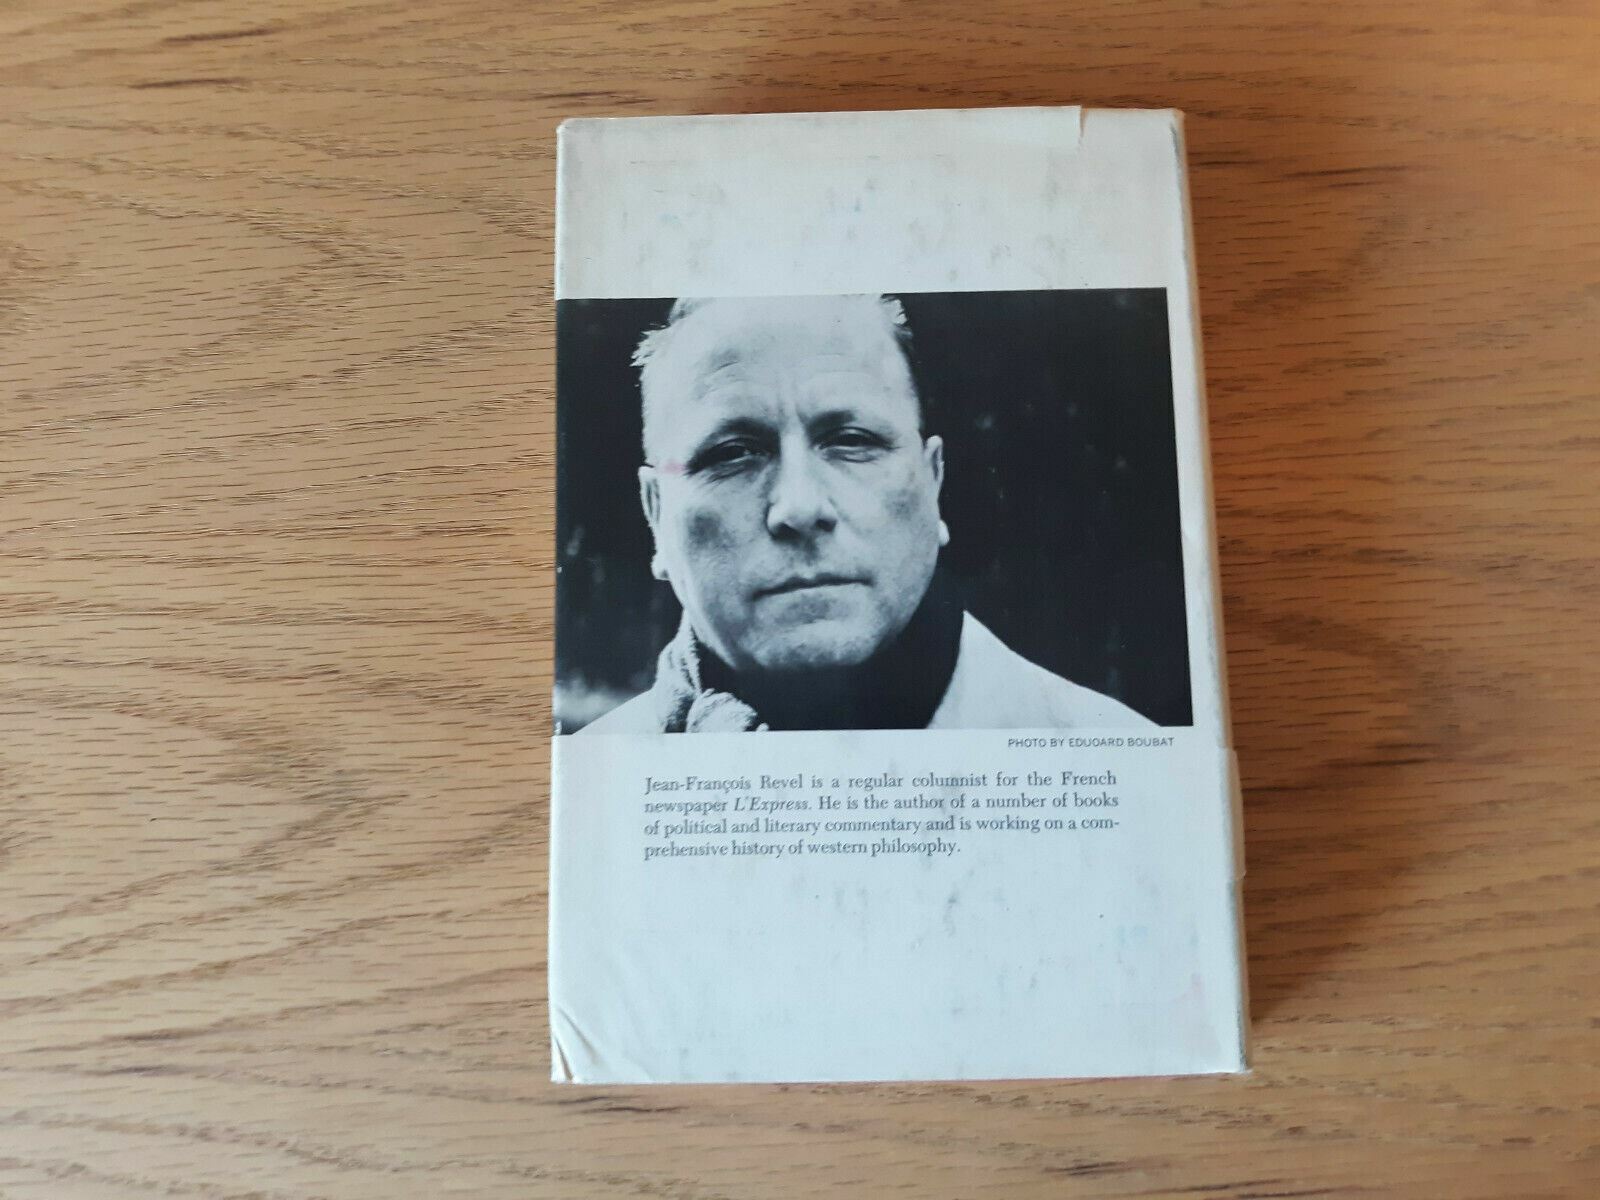 PHOTO BY EDUOARD BOUBAT
Jean-François Revel is a regular columnist for the French
newspaper L'Express. He is the author of a number of books
of political and literary commentary and is working on a com-
prehensive history of western philosophy.